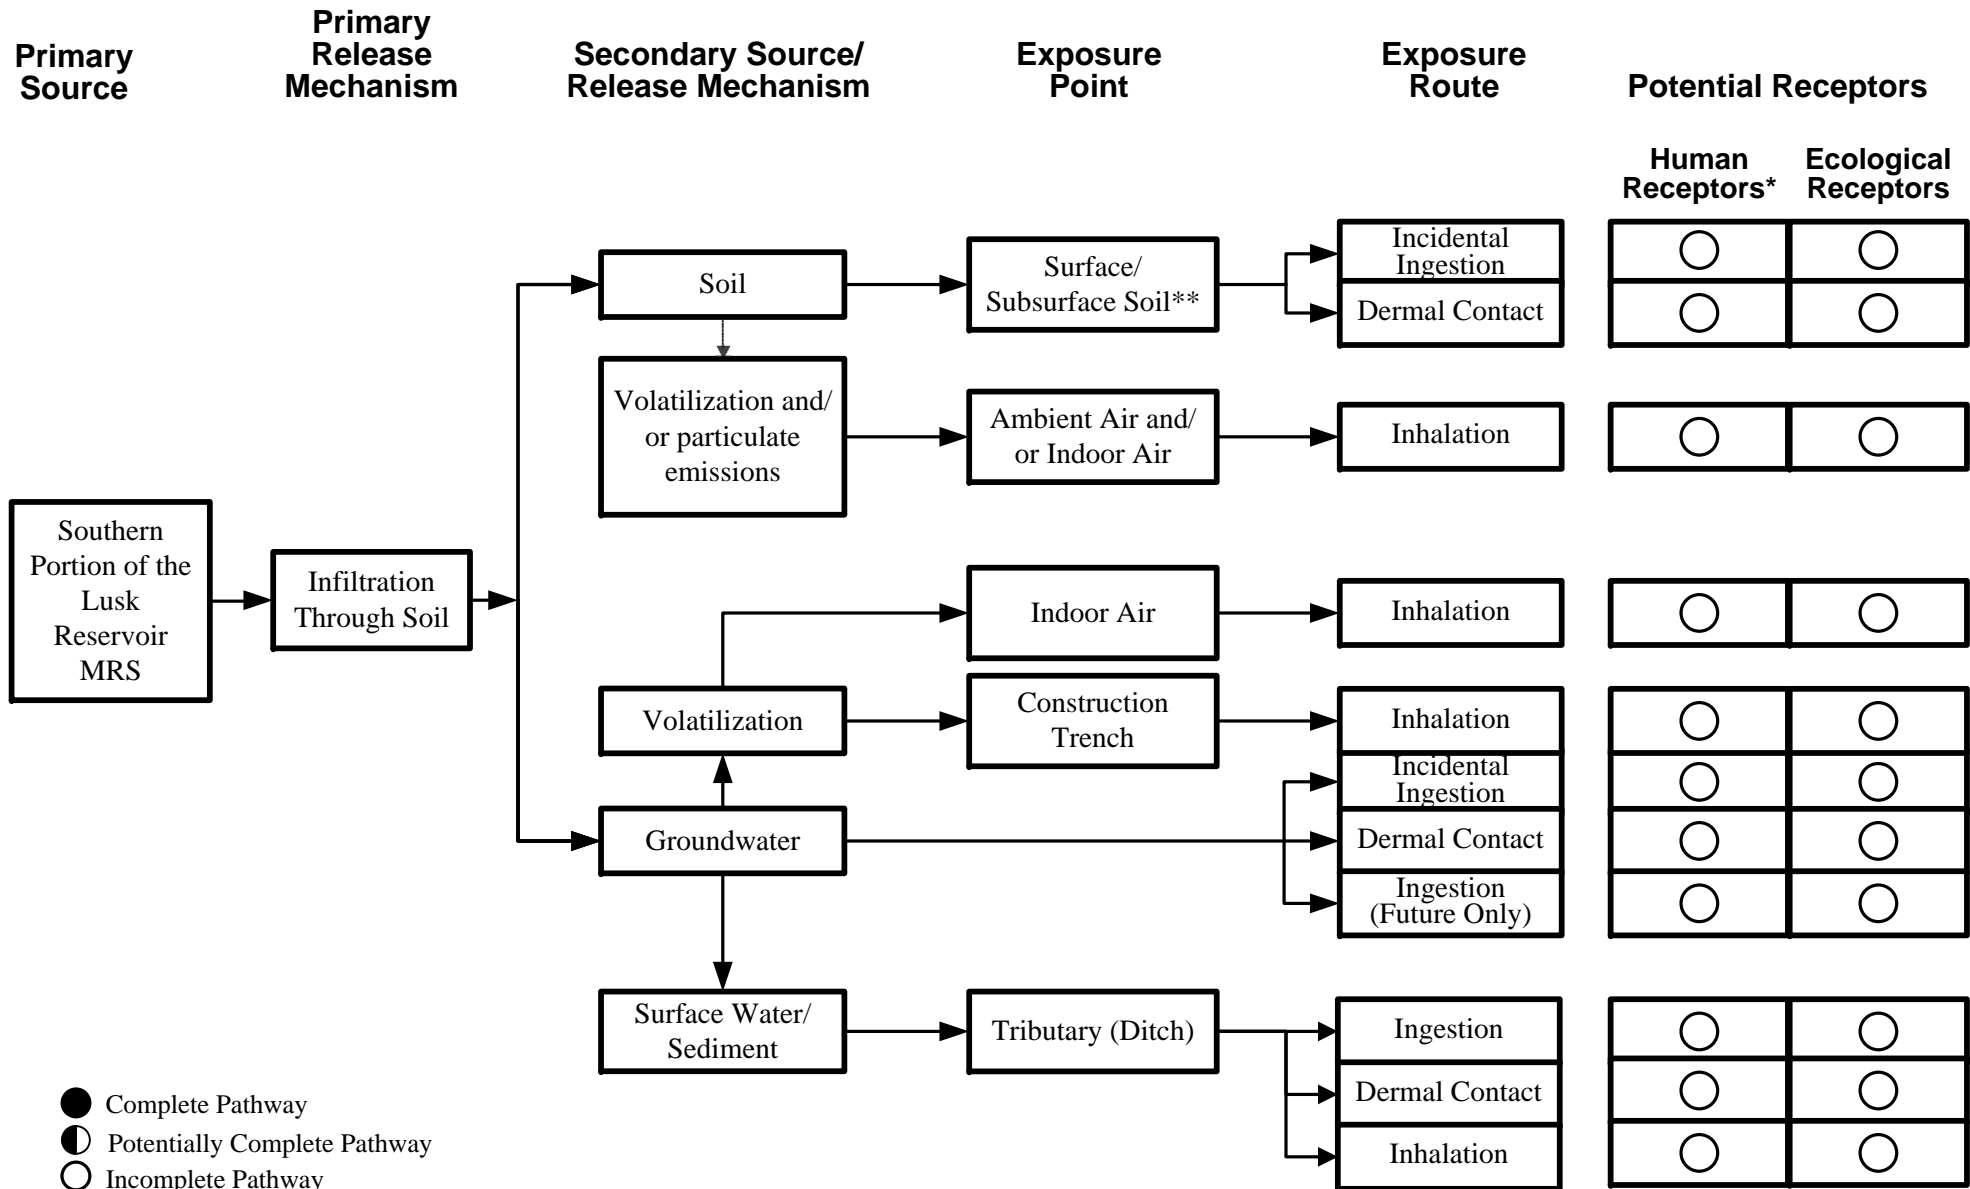 Primary
Source
Primary
Release
Mechanism
Secondary Source/
Release Mechanism
Exposure
Point
Exposure
Route
Potential Receptors
Human
Receptors*
Ecological
Receptors
Soil
Surface/
Subsurface Soil**
Incidental
Ingestion
Dermal Contact
Volatilization and/
or particulate
emissions
Ambient Air and/
or Indoor Air
Inhalation
Southern
Portion of the
Lusk
Reservoir
MRS
Infiltration
Through Soil
Indoor Air
Inhalation
Volatilization
Construction
Trench
Inhalation
Incidental
Ingestion
Groundwater
Dermal Contact
Ingestion
(Future Only)
Surface Water/
Sediment
Tributary (Ditch)
Ingestion
Dermal Contact
Inhalation
Complete Pathway
Potentially Complete Pathway
Incomplete Pathway